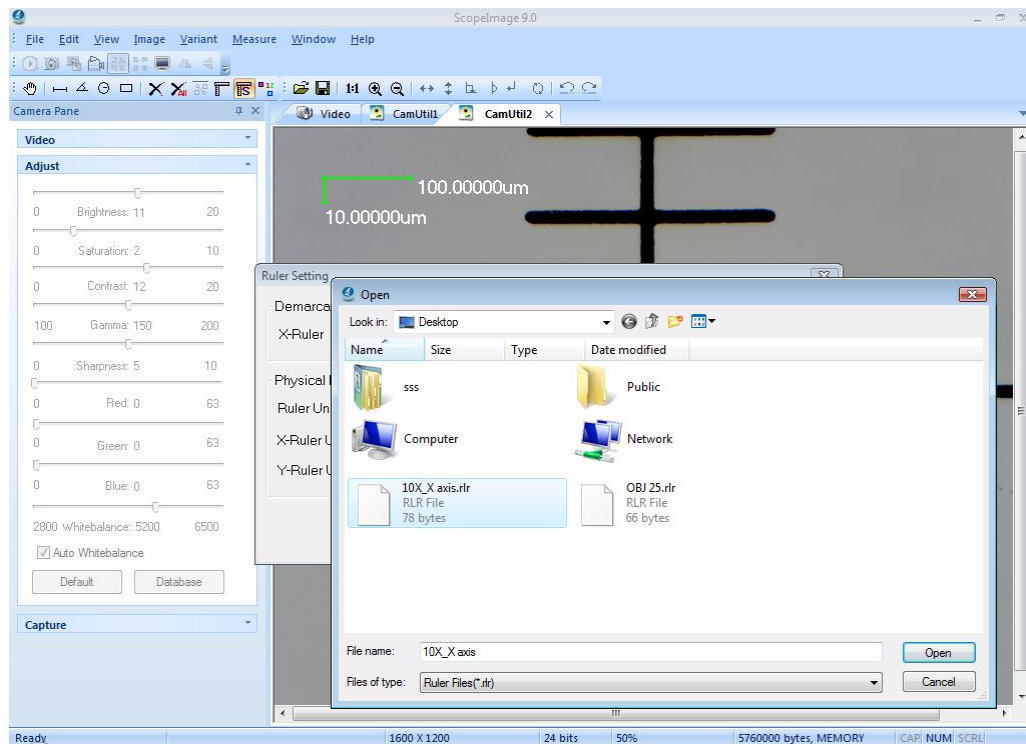 ScopeImage 9.0
File Edit View Image Variant Measure Window Help
1:1
Camera Pane
Video CamUtil1 CamUtil2
Video
Adjust
0 Brightness: 11 20
0 Saturation: 2 10
0 Contrast: 12 20
100 Gamma: 150 200
0 Sharpness: 5 10
0 Red: 0 63
0 Green: 0 63
0 Blue: 0 63
2800 Whitebalance: 5200 6500
Auto Whitebalance
Default Database
Capture
100.00000um
10.00000um
Ruler Setting
Demarca
X-Ruler
Physical
Ruler Un
X-Ruler U
Y-Ruler U
Open
Look in: Desktop
Name Size Type Date modified
sss
Public
Computer
Network
10X_X axis.rlr
RLR File
78 bytes
OBJ 25.rlr
RLR File
66 bytes
File name: 10X_X axis Open
Files of type: Ruler Files(*.rlr) Cancel
Ready 1600 X 1200 24 bits 50% 5760000 bytes, MEMORY CAP NUM SCRL